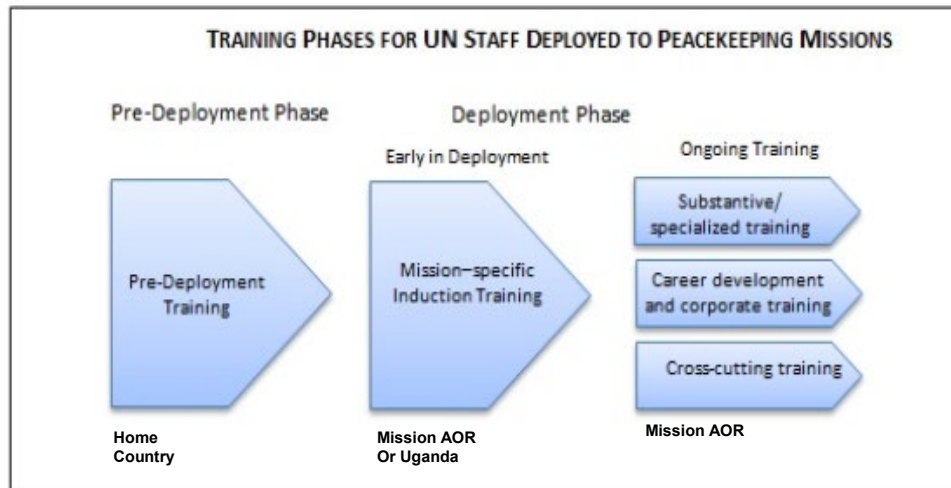 TRAINING PHASES FOR UN STAFF DEPLOYED TO PEACEKEEPING MISSIONS
Pre-Deployment Phase
Deployment Phase
Early in Deployment
Ongoing Training
Pre-Deployment
Training
Mission–specific
Induction Training
Substantive/
specialized training
Career development
and corporate training
Cross-cutting training
Home
Country
Mission AOR
Or Uganda
Mission AOR